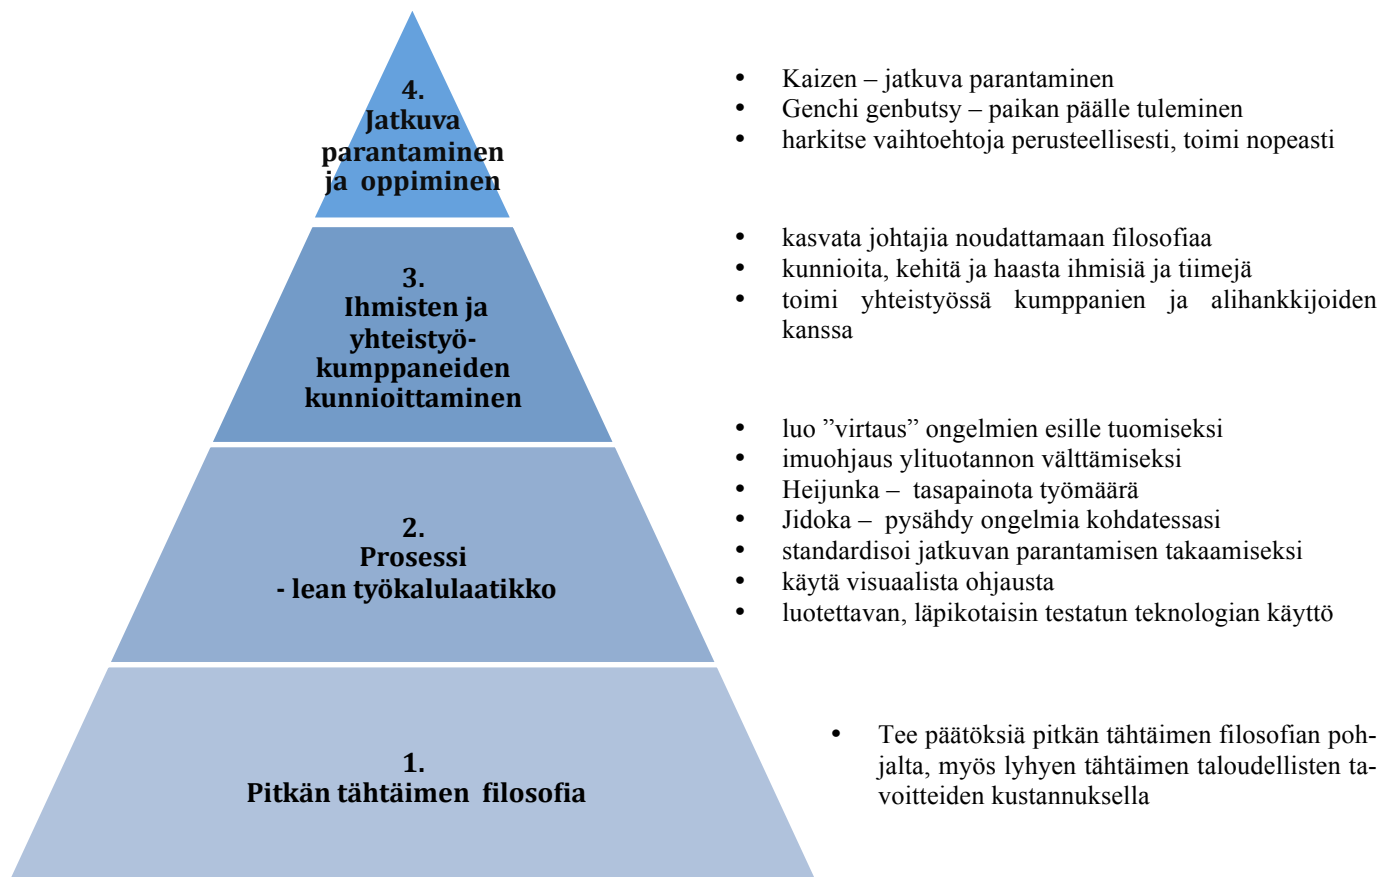 4.
Jatkuva
parantaminen
ja oppiminen
• Kaizen – jatkuva parantaminen
• Genchi genbutsy – paikan päälle tuleminen
• harkitse vaihtoehtoja perusteellisesti, toimi nopeasti
3.
Ihmisten ja
yhteistyö-
kumppaneiden
kunnioittaminen
• kasvata johtajia noudattamaan filosofiaa
• kunnioita, kehitä ja haasta ihmisiä ja tiimejä
• toimi yhteistyössä kumppanien ja alihankkijoiden
kanssa
2.
Prosessi
- lean työkalulaatikko
• luo ”virtaus” ongelmien esille tuomiseksi
• imuohjaus ylituotannon välttämiseksi
• Heijunka – tasapainota työmäärä
• Jidoka – pysähdy ongelmia kohdatessasi
• standardisoi jatkuvan parantamisen takaamiseksi
• käytä visuaalista ohjausta
• luotettavan, läpikotaisin testatun teknologian käyttö
1.
Pitkän tähtäimen filosofia
• Tee päätöksiä pitkän tähtäimen filosofian poh-
jalta, myös lyhyen tähtäimen taloudellisten ta-
voitteiden kustannuksella